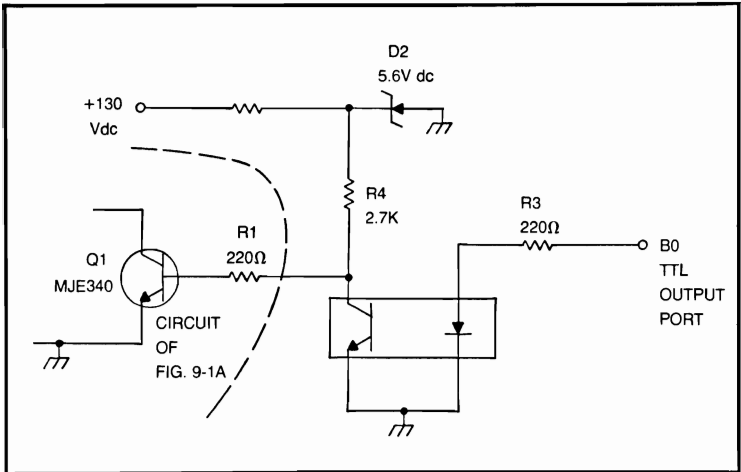 D2
5.6V dc
+130
Vdc
R4
2.7K
R3
220Ω
R1
220Ω
B0
TTL
OUTPUT
PORT
Q1
MJE340
CIRCUIT
OF
FIG. 9-1A